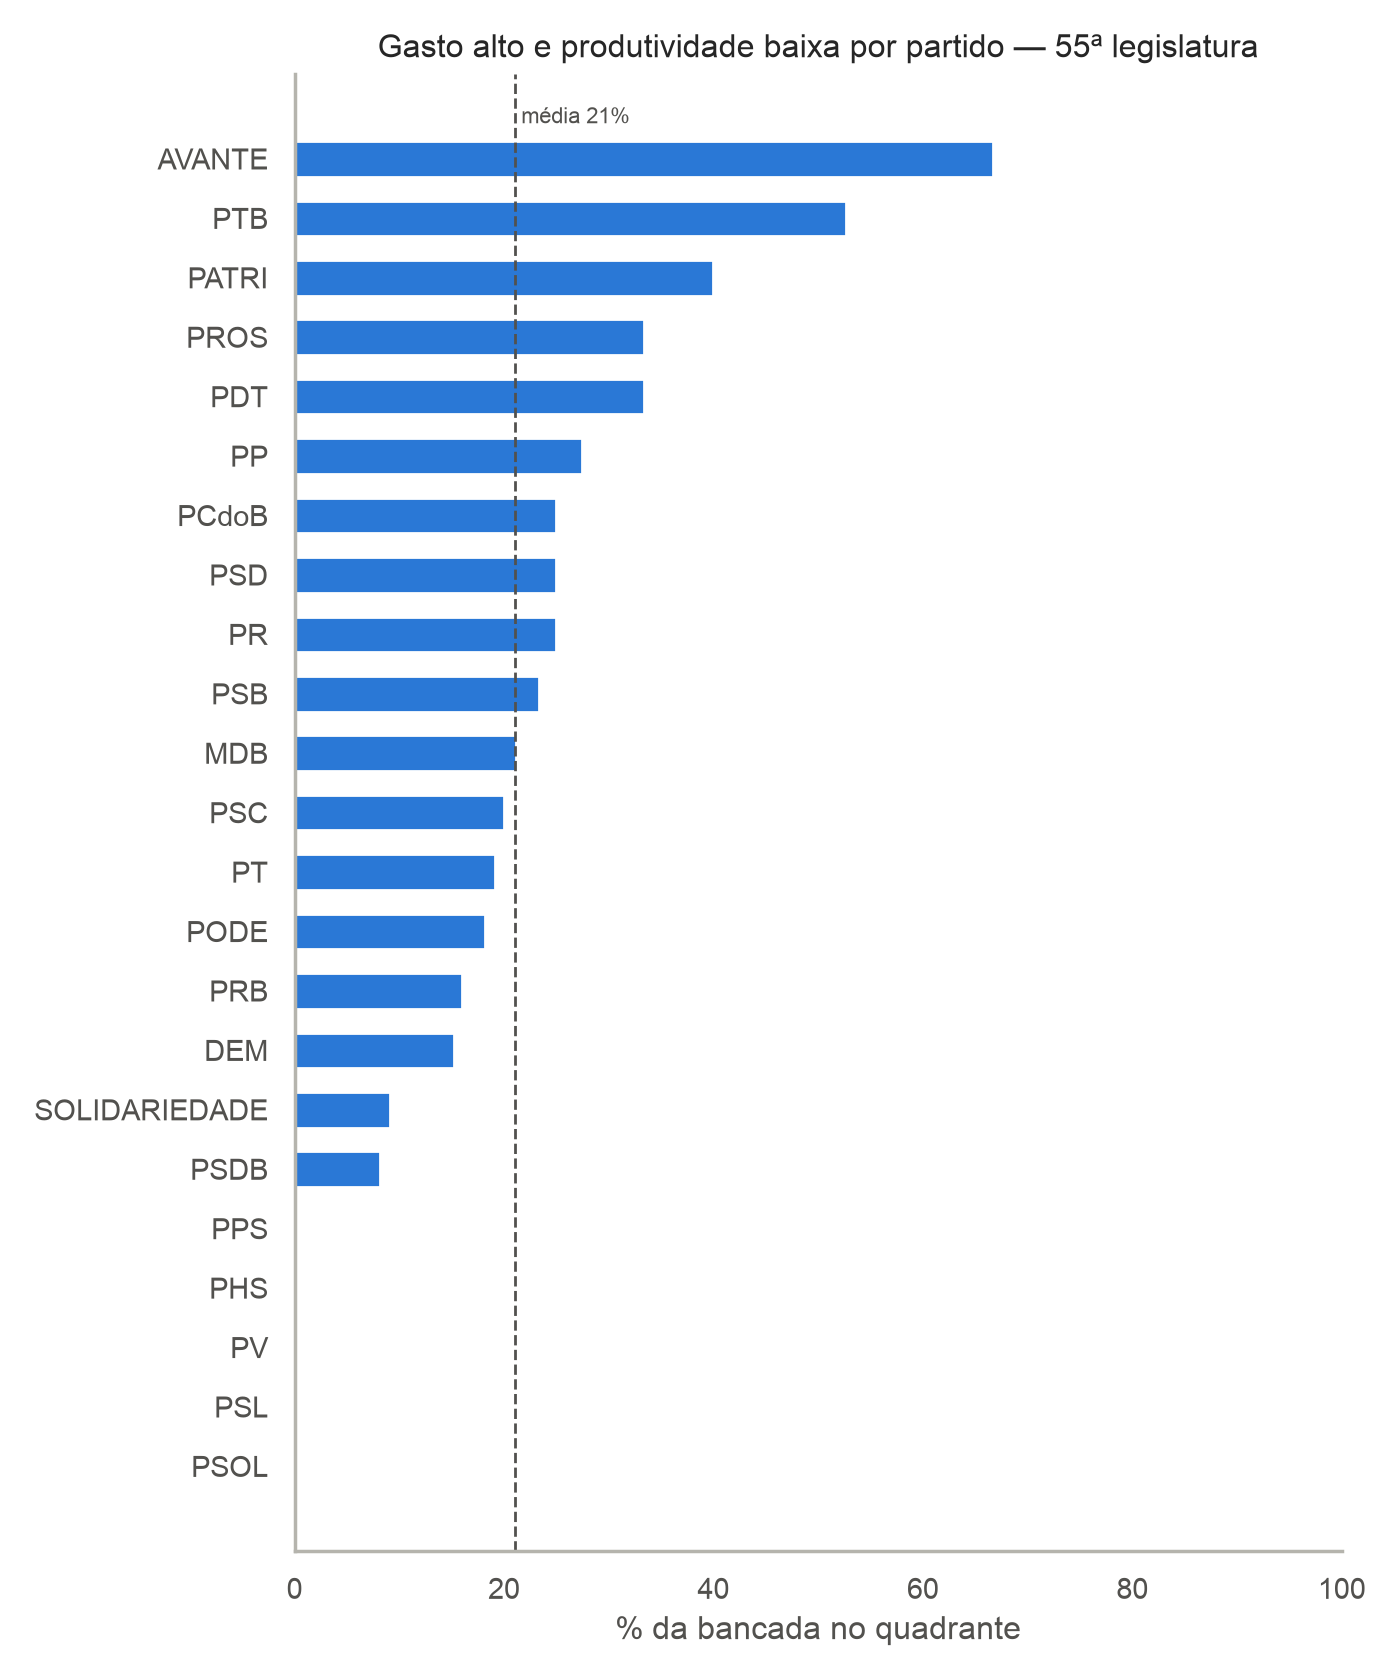 Gasto alto e produtividade baixa por partido — 55ª legislatura
média 21%
AVANTE
PTB
PATRI
PROS
PDT
PP
PCdoB
PSD
PR
PSB
MDB
PSC
PT
PODE
PRB
DEM
SOLIDARIEDADE
PSDB
PPS
PHS
PV
PSL
PSOL
0 20 40 60 80 100
% da bancada no quadrante